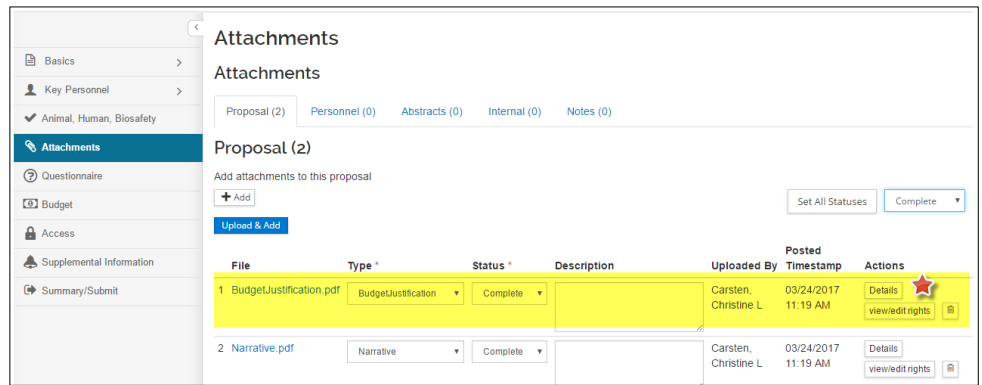 Attachments
Basics
Key Personnel
Animal, Human, Biosafety
Attachments
Questionnaire
Budget
Access
Supplemental Information
Summary/Submit
Attachments
Proposal (2) Personnel (0) Abstracts (0) Internal (0) Notes (0)
Proposal (2)
Add attachments to this proposal
+ Add
Set All Statuses Complete
Upload & Add
File Type * Status * Description Uploaded By Posted Timestamp Actions
1 BudgetJustification.pdf BudgetJustification Complete Carsten, Christine L 03/24/2017 11:19 AM Details
view/edit rights
2 Narrative.pdf Narrative Complete Carsten, Christine L 03/24/2017 11:19 AM Details
view/edit rights